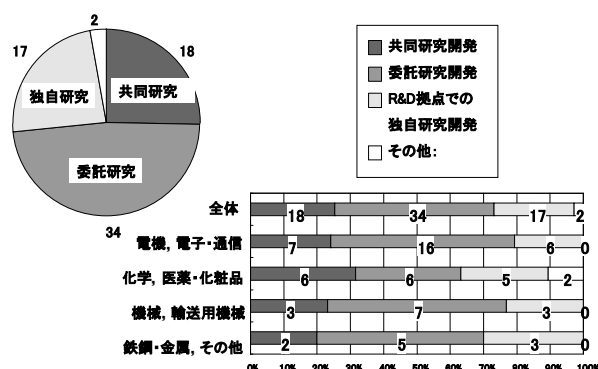 2
17
18
独自研究
共同研究
委託研究
34
共同研究開発
委託研究開発
R&D拠点での
独自研究開発
その他:
全体
18 34 17 2
電機, 電子・通信
7 16 6 0
化学, 医薬・化粧品
6 6 5 2
機械, 輸送用機械
3 7 3 0
鉄鋼・金属, その他
2 5 3 0
0% 10% 20% 30% 40% 50% 60% 70% 80% 90% 100%